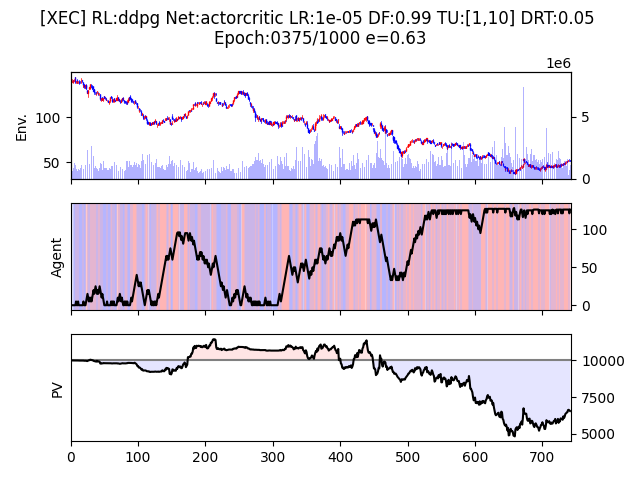 [XEC] RL:ddpg Net:actorcritic LR:1e-05 DF:0.99 TU:[1,10] DRT:0.05
Epoch:0375/1000 e=0.63
1e6
Env.
100
50
5
0
Agent
100
50
0
PV
10000
7500
5000
0 100 200 300 400 500 600 700